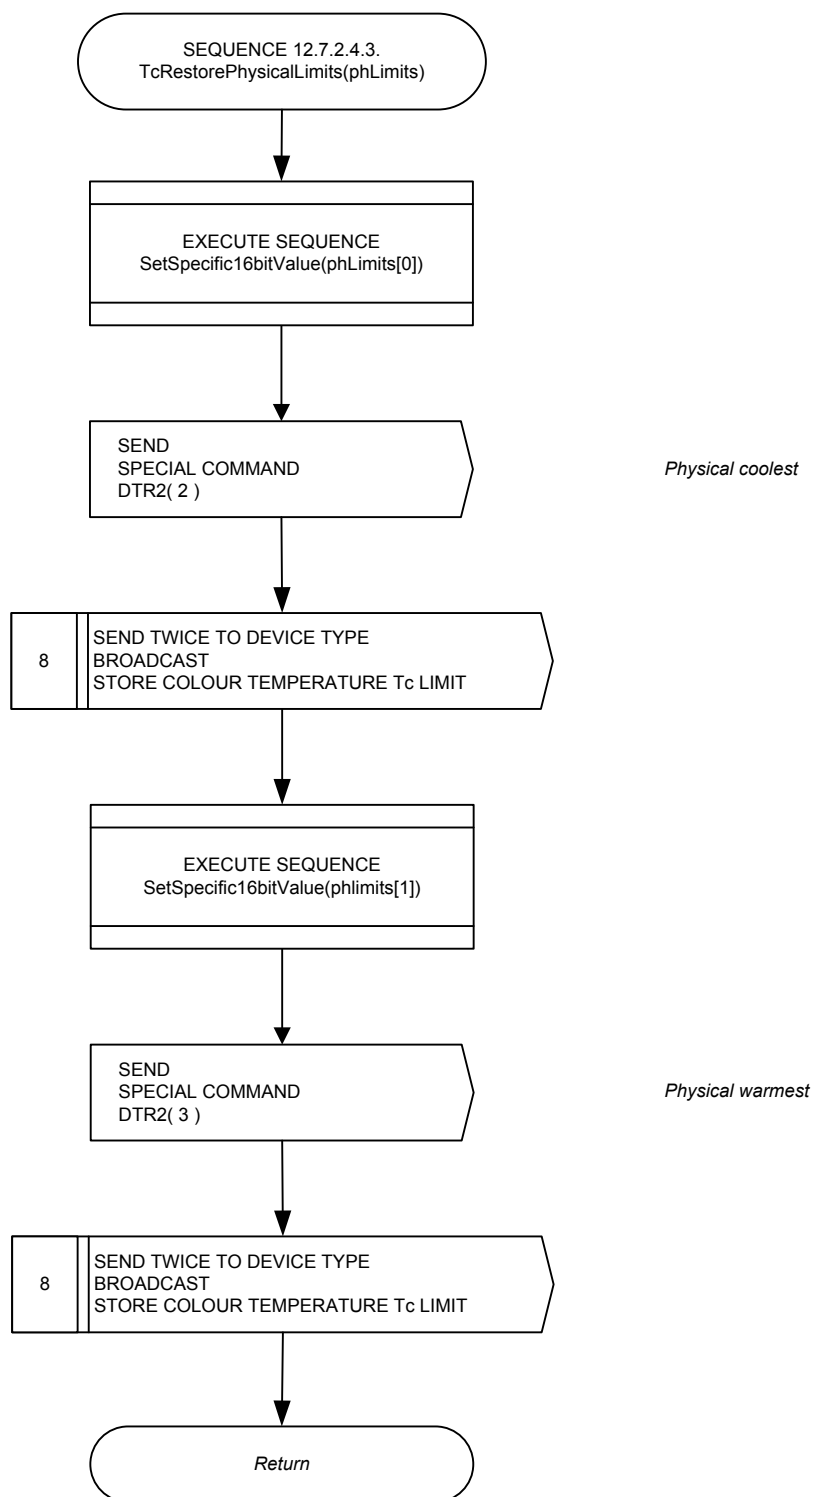 SEQUENCE 12.7.2.4.3.
TcRestorePhysicalLimits(phLimits)
EXECUTE SEQUENCE
SetSpecific16bitValue(phLimits[0])
SEND
SPECIAL COMMAND
DTR2( 2 )
Physical coolest
8
SEND TWICE TO DEVICE TYPE
BROADCAST
STORE COLOUR TEMPERATURE Tc LIMIT
EXECUTE SEQUENCE
SetSpecific16bitValue(phlimits[1])
SEND
SPECIAL COMMAND
DTR2( 3 )
Physical warmest
8
SEND TWICE TO DEVICE TYPE
BROADCAST
STORE COLOUR TEMPERATURE Tc LIMIT
Return